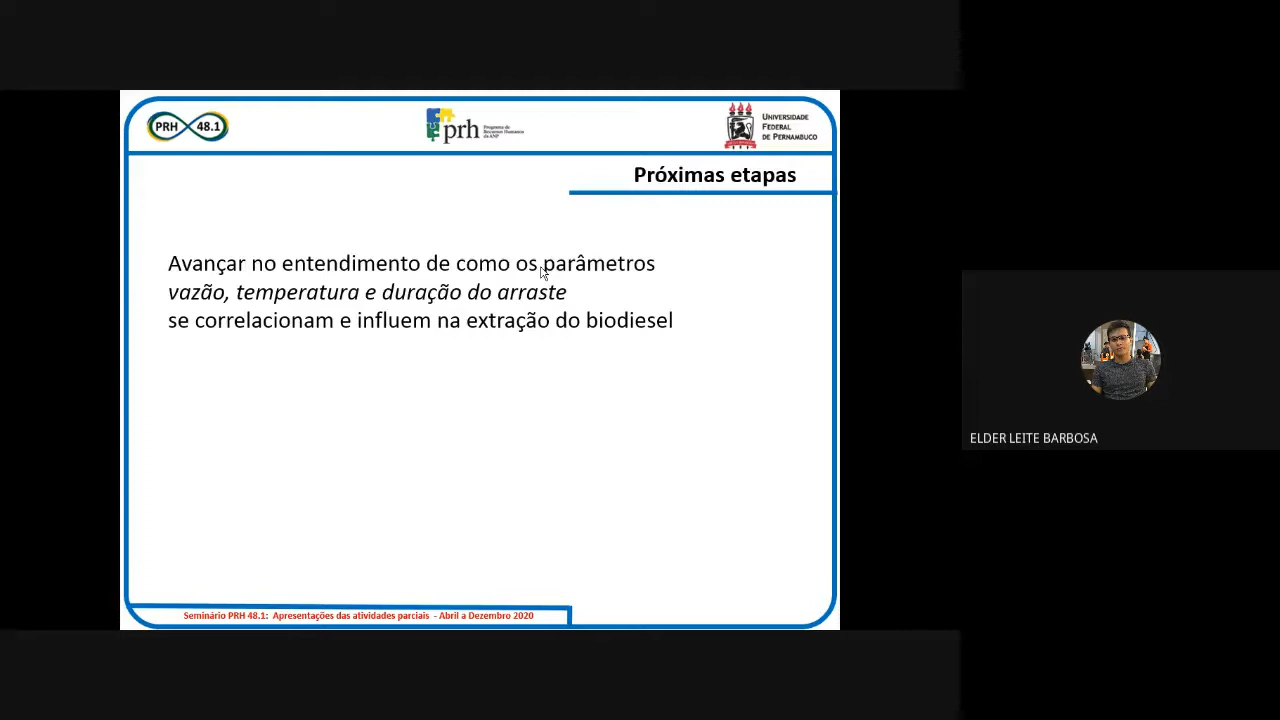 PRH 48.1
prh
Programa de
Recursos Humanos
da ANP
UNIVERSIDADE
FEDERAL
DE PERNAMBUCO
Próximas etapas
Avançar no entendimento de como os parâmetros
vazão, temperatura e duração do arraste
se correlacionam e influem na extração do biodiesel
ELDER LEITE BARBOSA
Seminário PRH 48.1: Apresentações das atividades parciais - Abril a Dezembro 2020